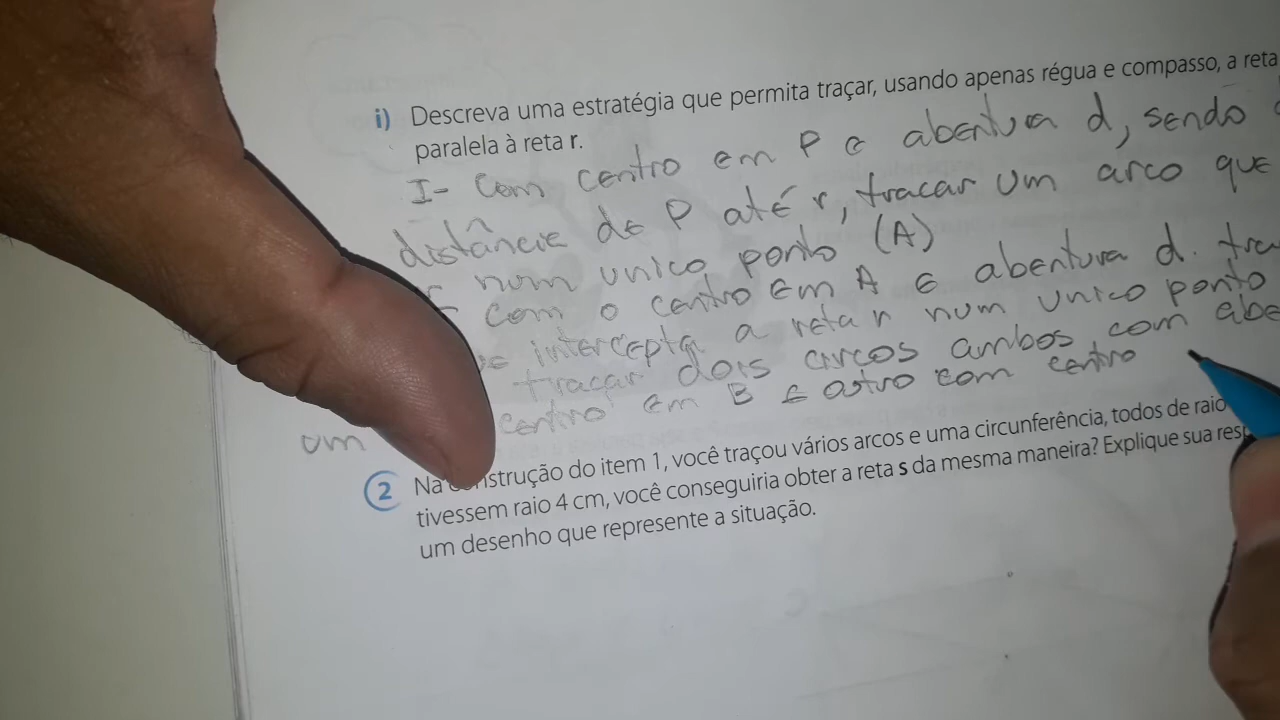 i) Descreva uma estratégia que permita traçar, usando apenas régua e compasso, a reta
paralela à reta r.
I- Com centro em P e abertura d, sendo
distância de P até r, tracar um arco que
num unico ponto (A)
com o centro em A e abertura d. tra
intercepta a reta r num unico ponto
traçar dois arcos ambos com abe
um centro em B e outro com centro
2 Na construção do item 1, você traçou vários arcos e uma circunferência, todos de raio
tivessem raio 4 cm, você conseguiria obter a reta s da mesma maneira? Explique sua resp
um desenho que represente a situação.